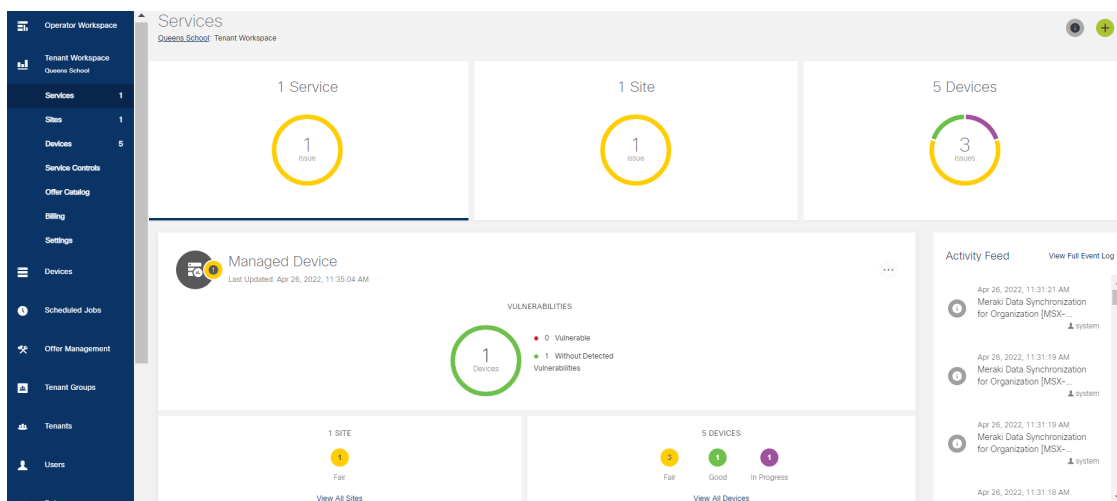 Operator Workspace
Tenant Workspace
Queens School
Services 1
Sites 1
Devices 5
Service Controls
Offer Catalog
Billing
Settings
Devices
Scheduled Jobs
Offer Management
Tenant Groups
Tenants
Users
Services
Queens School: Tenant Workspace
1 Service
1
Issue
1 Site
1
Issue
5 Devices
3
Issues
Managed Device
Last Updated: Apr 26, 2022, 11:35:04 AM
VULNERABILITIES
1
Devices
0 Vulnerable
1 Without Detected
Vulnerabilities
1 SITE
1
Fair
View All Sites
5 DEVICES
3
Fair
1
Good
1
In Progress
View All Devices
Activity Feed View Full Event Log
Apr 26, 2022, 11:31:21 AM
Meraki Data Synchronization
for Organization [MSX-...
system
Apr 26, 2022, 11:31:19 AM
Meraki Data Synchronization
for Organization [MSX-...
system
Apr 26, 2022, 11:31:19 AM
Meraki Data Synchronization
for Organization [MSX-...
system
Apr 26, 2022, 11:31:18 AM